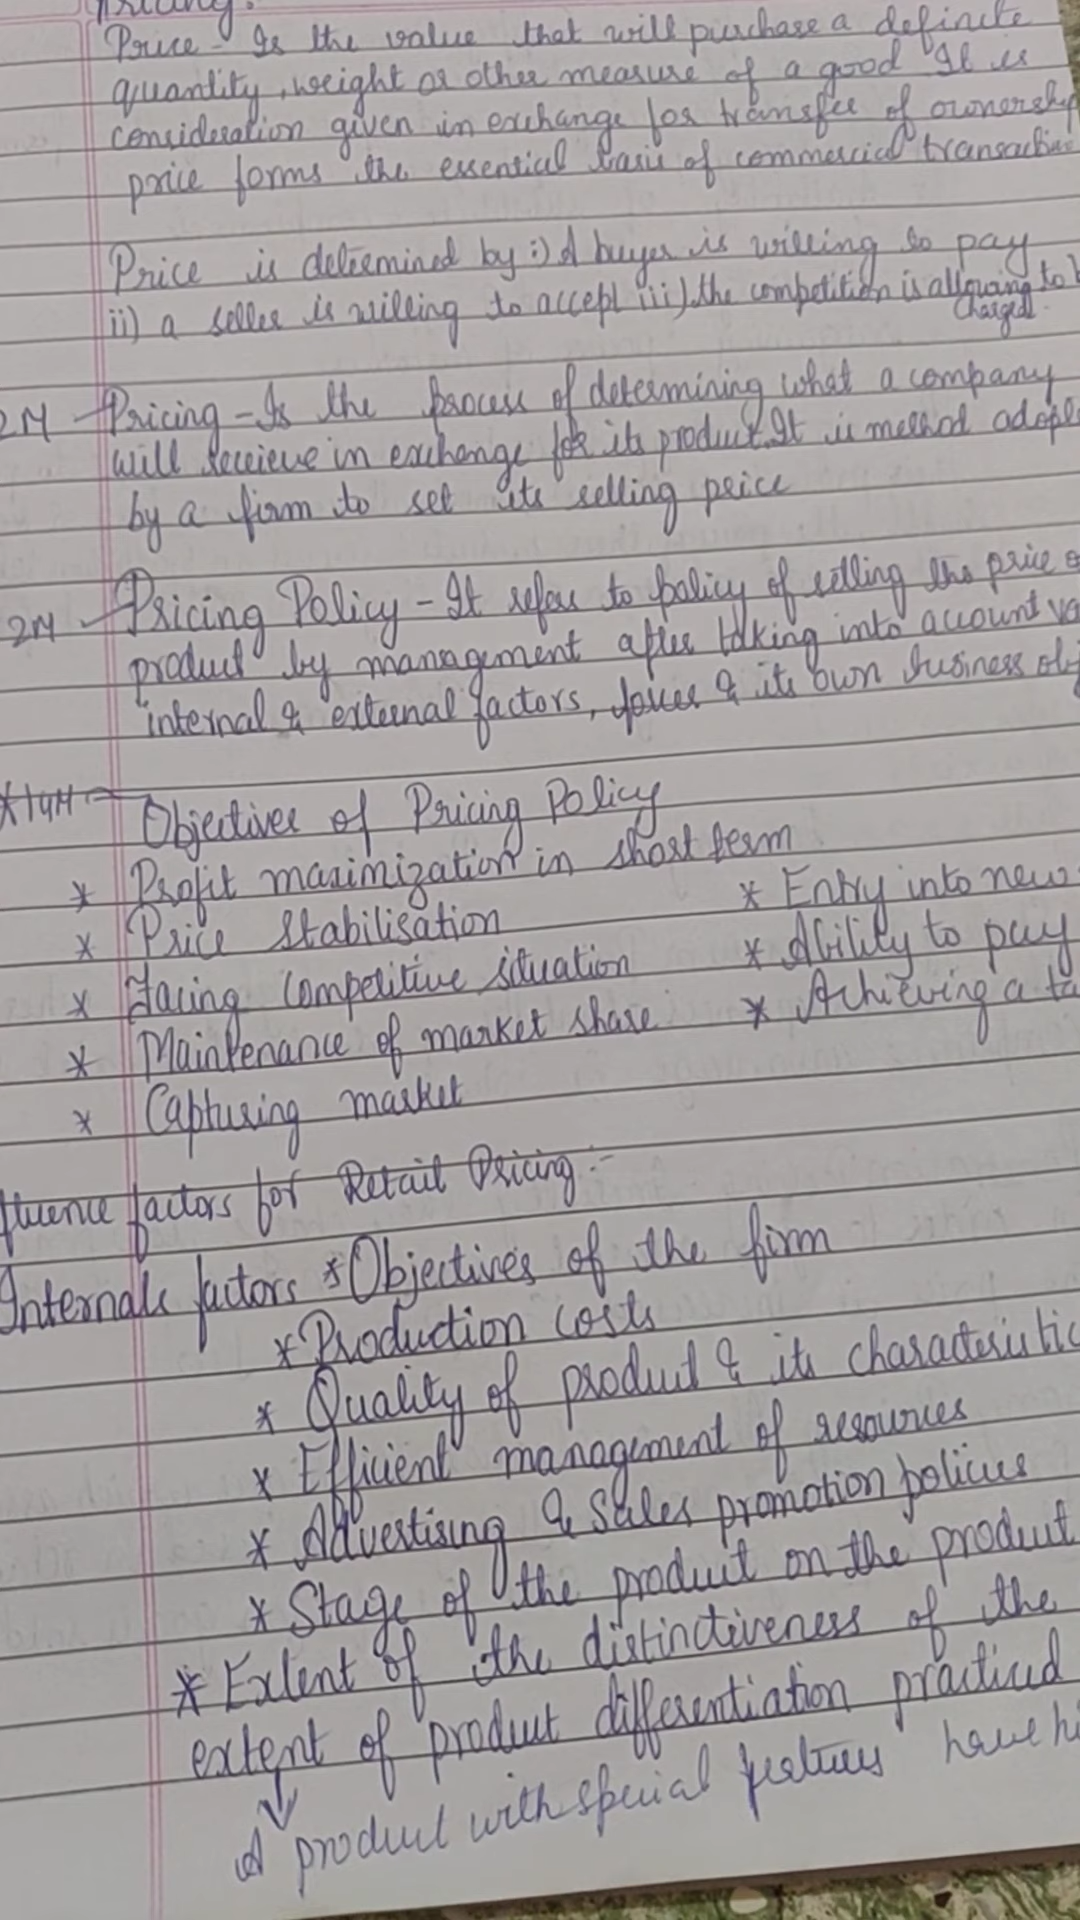 Pricing:
Price - Is the value that will purchase a definite
quantity, weight or other measure of a good It is
consideration given in exchange for transfer of ownership
price forms the essential basis of commercial transaction
Price is determined by i) A buyer is willing to pay
ii) a seller is willing to accept iii) the competition is allowing to
charged.
2M Pricing - Is the process of determining what a company
will receieve in exchange for its product. It is method adopt
by a firm to set its selling price
2M Pricing Policy - It refers to policy of setting the price
product by management after taking into account va
internal & external factors, forces & its own business obj
Objectives of Pricing Policy
* Profit maximization in short term
* Entry into new
* Price Stabilisation
* Ability to pay
* Facing Competitive situation
* Achieving a ta
* Maintenance of market share
* Capturing market
fluence factors for Retail Pricing :-
Internal factors * Objectives of the firm
* Production costs
* Quality of product & its characteristic
* Efficient management of resources
* Advertising & Sales promotion policies
* Stage of the product on the product
* Extent of the distinctiveness of the
extent of product differentiation practiced
A product with special features have hi